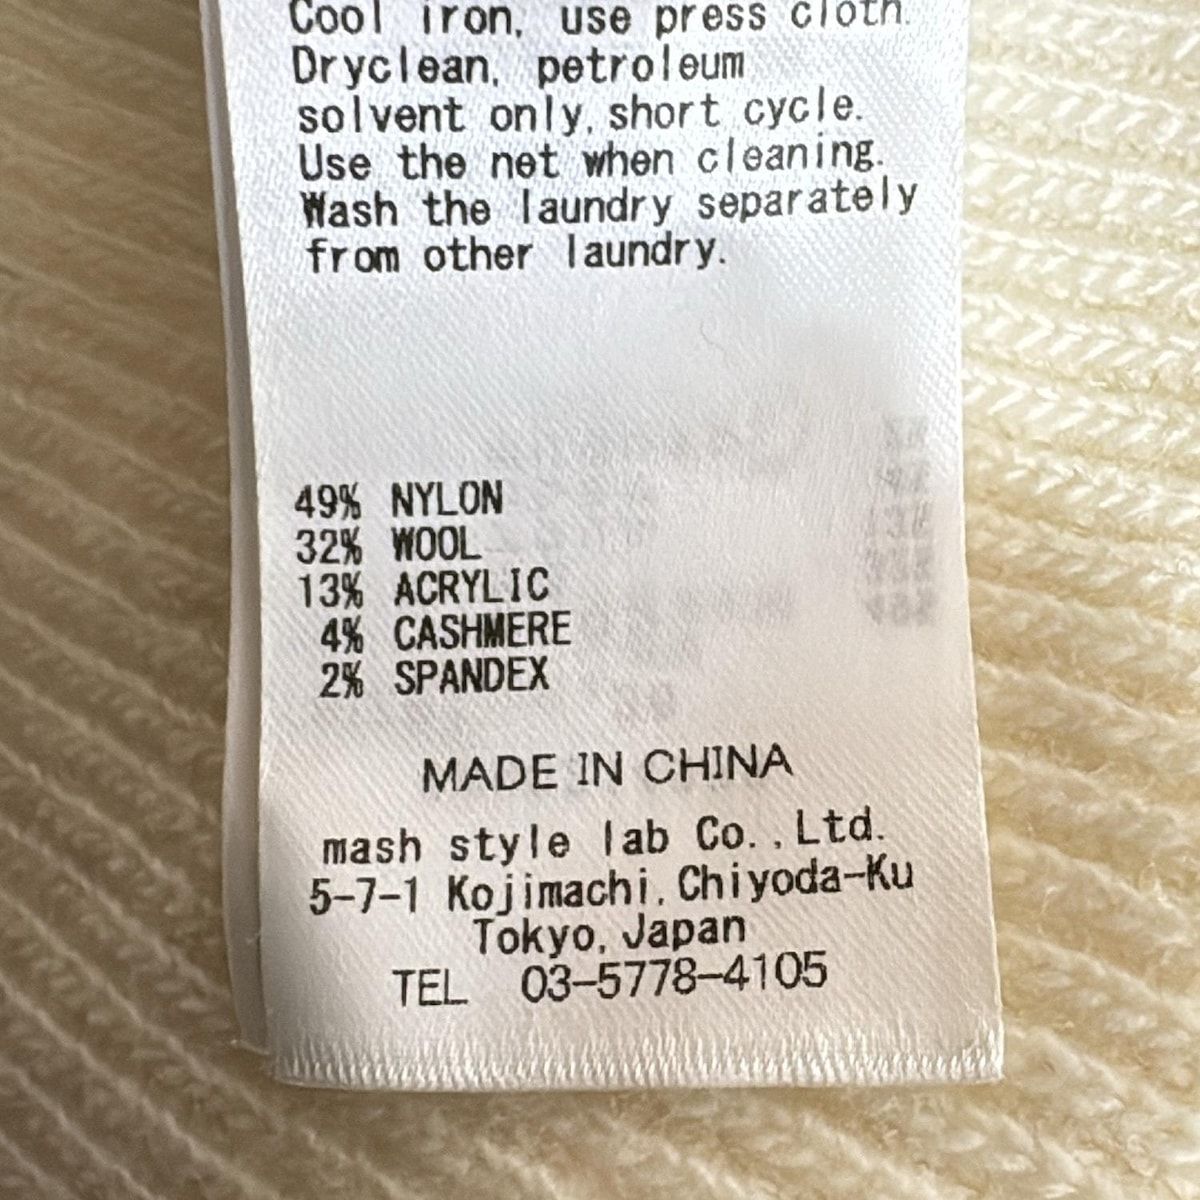 Cool iron, use press cloth.
Dryclean, petroleum
solvent only, short cycle.
Use the net when cleaning.
Wash the laundry separately
from other laundry.
49% NYLON
32% WOOL
13% ACRYLIC
4% CASHMERE
2% SPANDEX
MADE IN CHINA
mash style lab Co.,Ltd.
5-7-1 Kojimachi, Chiyoda-Ku
Tokyo, Japan
TEL 03-5778-4105